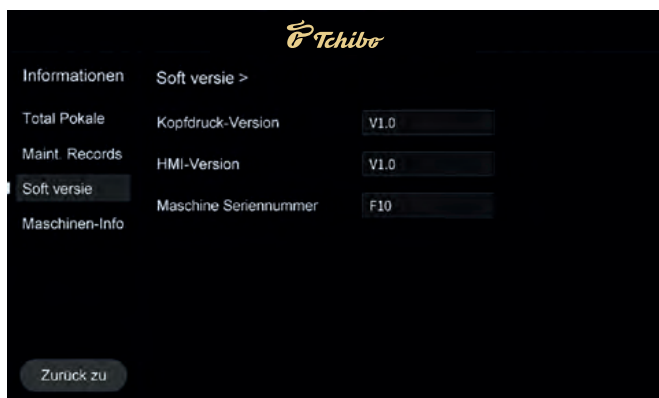 Tchibo
Informationen
Soft versie >
Total Pokale
Kopfdruck-Version
V1.0
Maint. Records
HMI-Version
V1.0
Soft versie
Maschine Seriennummer
F10
Maschinen-Info
Zurück zu